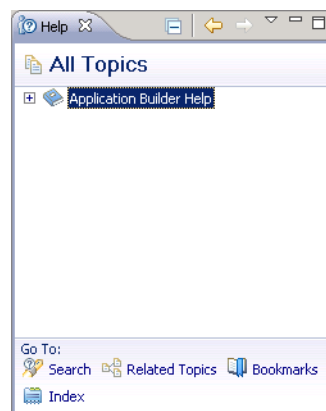 Help
All Topics
Application Builder Help
Go To:
Search Related Topics Bookmarks
Index